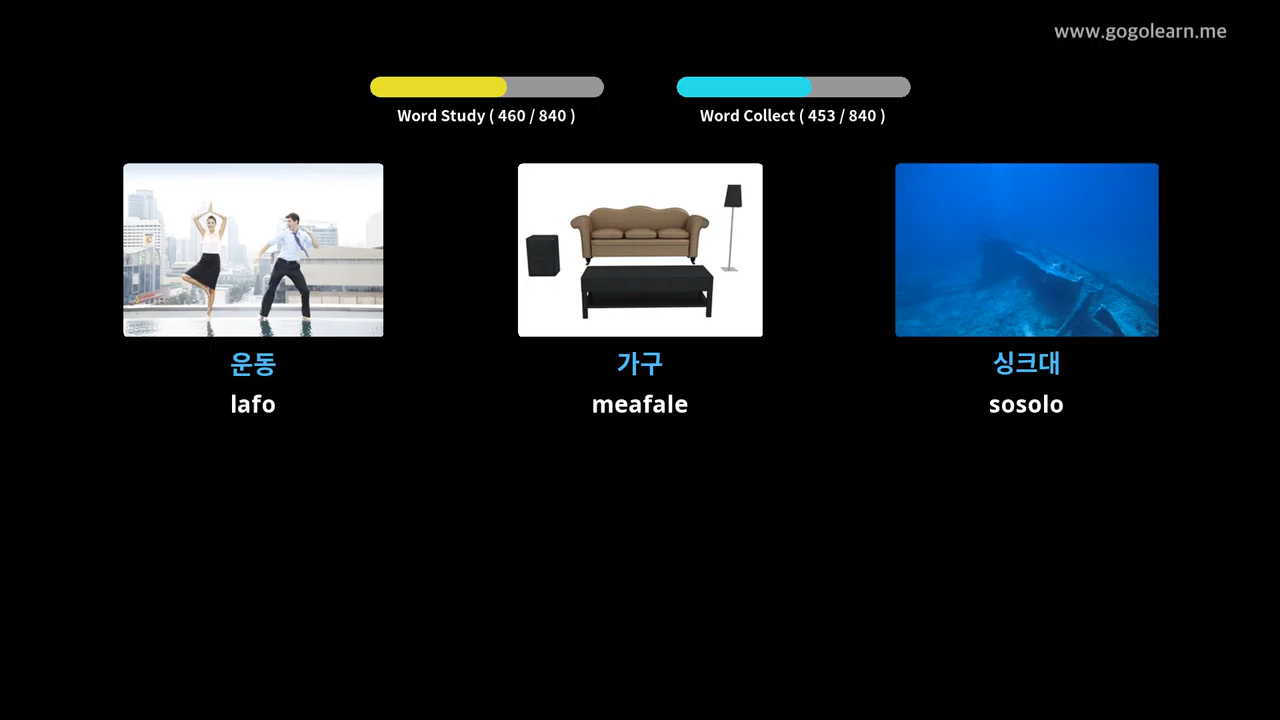 www.gogolearn.me
Word Study ( 460 / 840 )
Word Collect ( 453 / 840 )
운동
가구
싱크대
lafo
meafale
sosolo